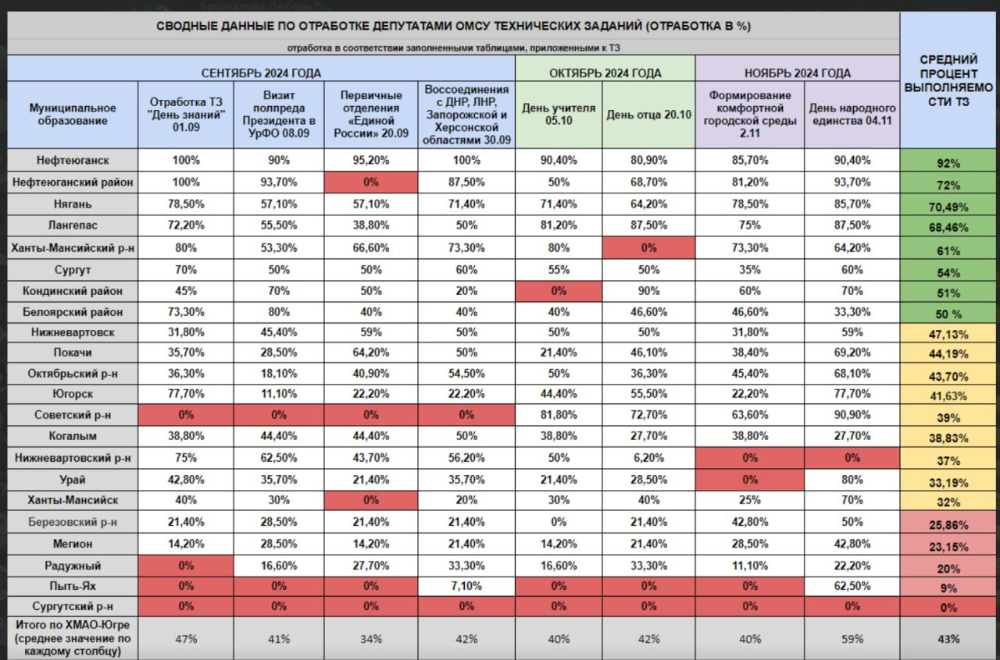 Брызгалова Любовь
СВОДНЫЕ ДАННЫЕ ПО ОТРАБОТКЕ ДЕПУТАТАМИ ОМСУ ТЕХНИЧЕСКИХ ЗАДАНИЙ (ОТРАБОТКА В %)
отработка в соответствии заполненными таблицами, приложенными к ТЗ
СРЕДНИЙ
ПРОЦЕНТ
ВЫПОЛНЯЕМО
СТИ ТЗ
СЕНТЯБРЬ 2024 ГОДА ОКТЯБРЬ 2024 ГОДА НОЯБРЬ 2024 ГОДА
Муниципальное
образование
Отработка ТЗ
"День знаний"
01.09
Визит
полпреда
Президента в
УрФО 08.09
Первичные
отделения
«Единой
России» 20.09
Воссоединения
с ДНР, ЛНР,
Запорожской и
Херсонской
областями 30.09
День учителя
05.10
День отца 20.10
Формирование
комфортной
городской среды
2.11
День народного
единства 04.11
Нефтеюганск 100% 90% 95,20% 100% 90,40% 80,90% 85,70% 90,40% 92%
Нефтеюганский район 100% 93,70% 0% 87,50% 50% 68,70% 81,20% 93,70% 72%
Нягань 78,50% 57,10% 57,10% 71,40% 71,40% 64,20% 78,50% 85,70% 70,49%
Лангепас 72,20% 55,50% 38,80% 50% 81,20% 87,50% 75% 87,50% 68,46%
Ханты-Мансийский р-н 80% 53,30% 66,60% 73,30% 80% 0% 73,30% 64,20% 61%
Сургут 70% 50% 50% 60% 55% 50% 35% 60% 54%
Кондинский район 45% 70% 50% 20% 0% 90% 60% 70% 51%
Белоярский район 73,30% 80% 40% 40% 40% 46,60% 46,60% 33,30% 50 %
Нижневартовск 31,80% 45,40% 59% 50% 50% 50% 31,80% 59% 47,13%
Покачи 35,70% 28,50% 64,20% 50% 21,40% 46,10% 38,40% 69,20% 44,19%
Октябрьский р-н 36,30% 18,10% 40,90% 54,50% 50% 36,30% 45,40% 68,10% 43,70%
Югорск 77,70% 11,10% 22,20% 22,20% 44,40% 55,50% 22,20% 77,70% 41,63%
Советский р-н 0% 0% 0% 0% 81,80% 72,70% 63,60% 90,90% 39%
Когалым 38,80% 44,40% 44,40% 50% 38,80% 27,70% 38,80% 27,70% 38,83%
Нижневартовский р-н 75% 62,50% 43,70% 56,20% 50% 6,20% 0% 0% 37%
Урай 42,80% 35,70% 21,40% 35,70% 21,40% 28,50% 0% 80% 33,19%
Ханты-Мансийск 40% 30% 0% 20% 30% 40% 25% 70% 32%
Березовский р-н 21,40% 28,50% 21,40% 21,40% 0% 21,40% 42,80% 50% 25,86%
Мегион 14,20% 28,50% 14,20% 21,40% 14,20% 21,40% 28,50% 42,80% 23,15%
Радужный 0% 16,60% 27,70% 33,30% 16,60% 33,30% 11,10% 22,20% 20%
Пыть-Ях 0% 0% 0% 7,10% 0% 0% 0% 62,50% 9%
Сургутский р-н 0% 0% 0% 0% 0% 0% 0% 0% 0%
Итого по ХМАО-Югре
(среднее значение по
каждому столбцу)
47% 41% 34% 42% 40% 42% 40% 59% 43%